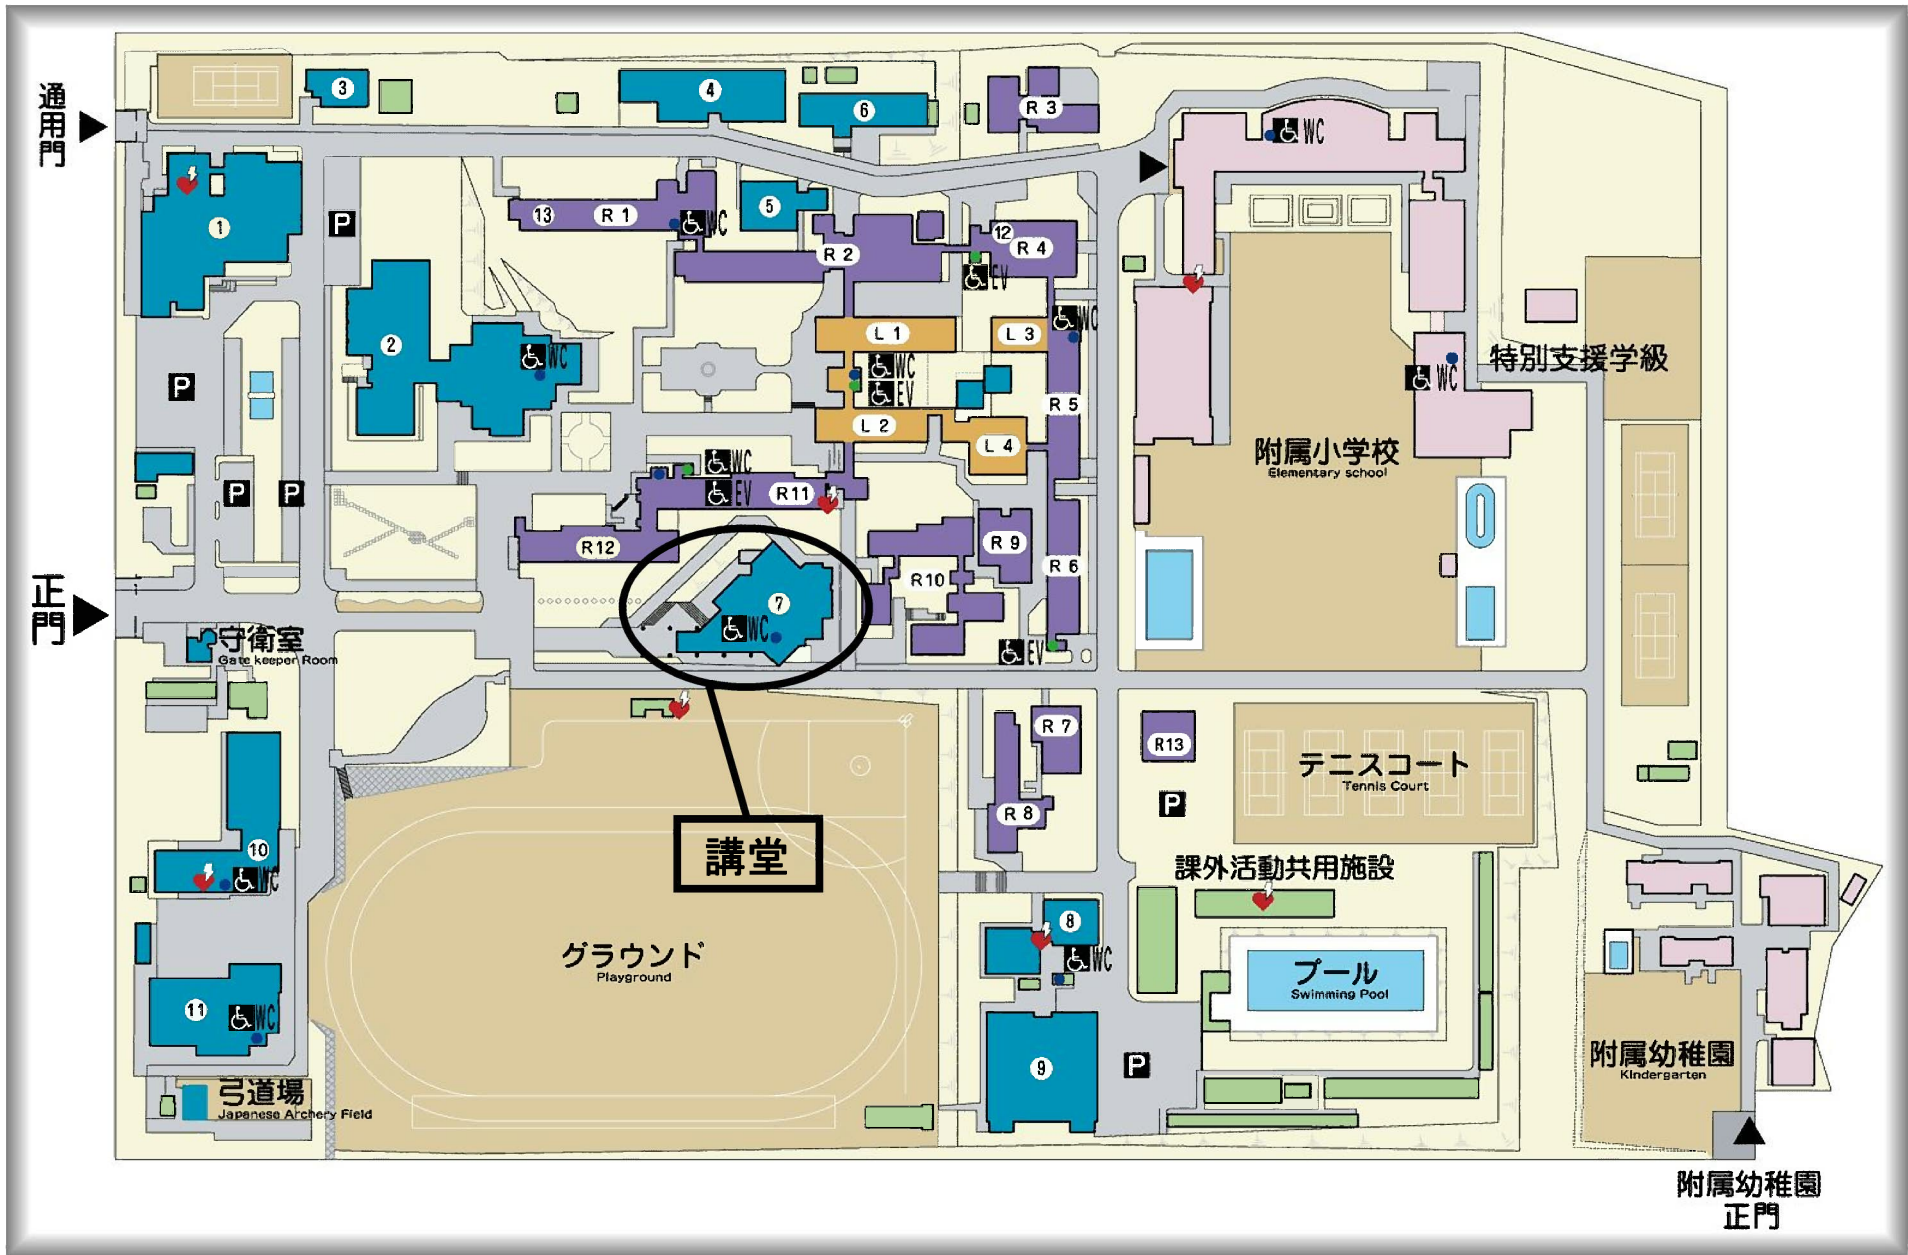 通用門
3
4
6
R 3
WC
1
P
13
R 1
WC
5
R 2
12
R 4
EV
2
WC
L 1
L 3
WC
特別支援学級
WC
P
WC
EV
R 5
L 2
L 4
附属小学校
Elementary school
P
P
WC
EV
R11
R12
R 9
R10
R 6
正門
7
WC
EV
守衛室
Gate keeper Room
R 7
R13
テニスコート
Tennis Court
P
R 8
講堂
10
WC
課外活動共用施設
グラウンド
Playground
8
WC
プール
Swimming Pool
11
WC
9
P
附属幼稚園
Kindergarten
弓道場
Japanese Archery Field
附属幼稚園
正門